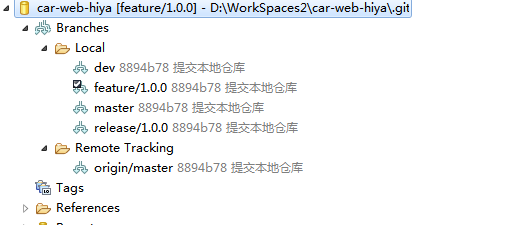 car-web-hiya [feature/1.0.0] - D:\WorkSpaces2\car-web-hiya\.git
Branches
Local
dev 8894b78 提交本地仓库
feature/1.0.0 8894b78 提交本地仓库
master 8894b78 提交本地仓库
release/1.0.0 8894b78 提交本地仓库
Remote Tracking
origin/master 8894b78 提交本地仓库
Tags
References